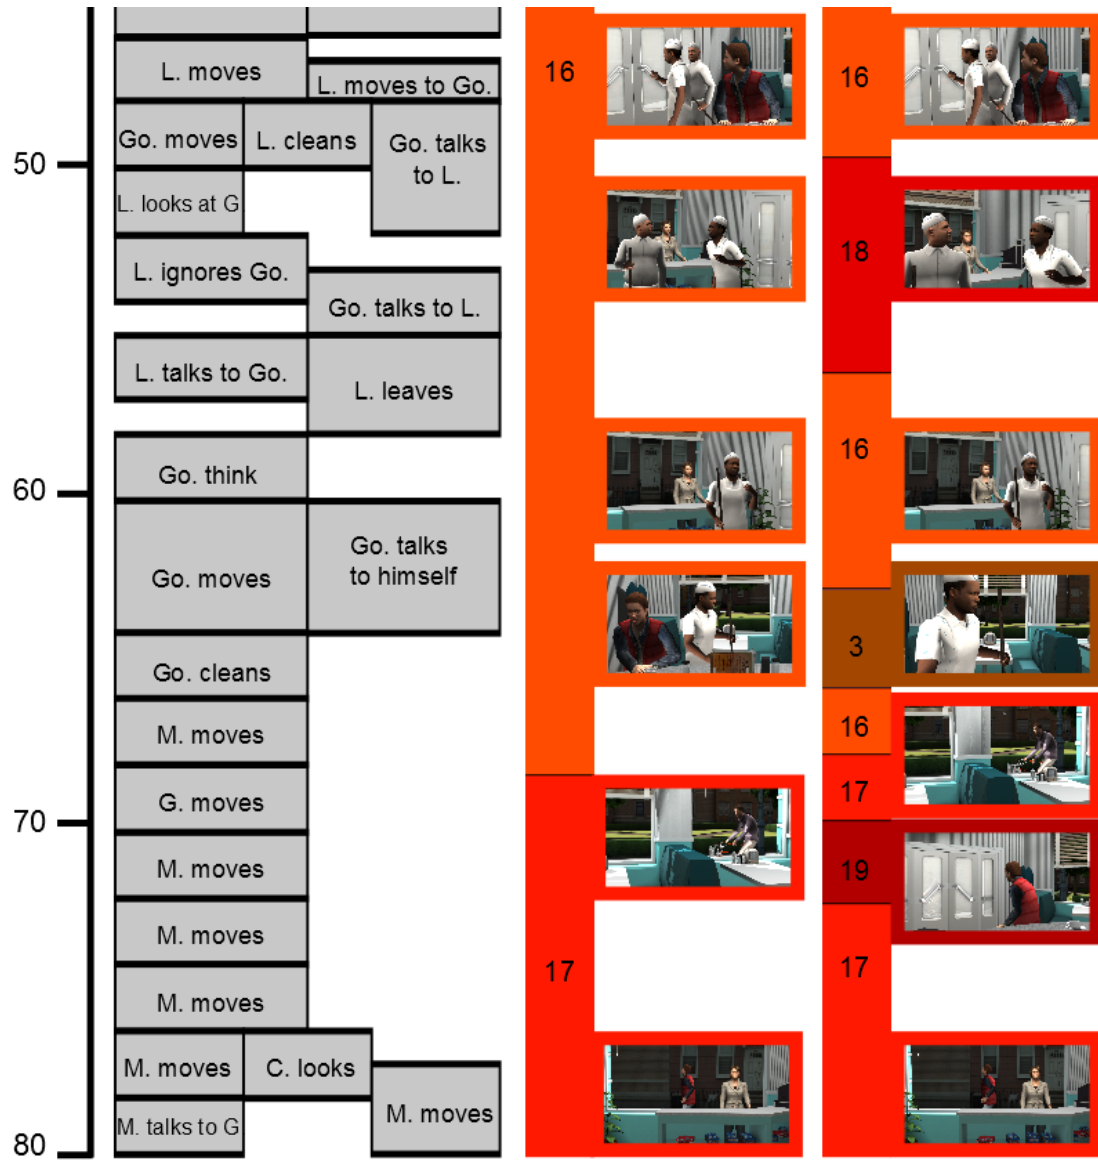 L. moves
L. moves to Go.
16
16
Go. moves
L. cleans
Go. talks
to L.
50
L. looks at G
L. ignores Go.
18
Go. talks to L.
L. talks to Go.
L. leaves
16
Go. think
60
Go. talks
to himself
Go. moves
3
Go. cleans
M. moves
16
G. moves
17
70
M. moves
19
M. moves
17
17
M. moves
M. moves
C. looks
M. moves
M. talks to G
80